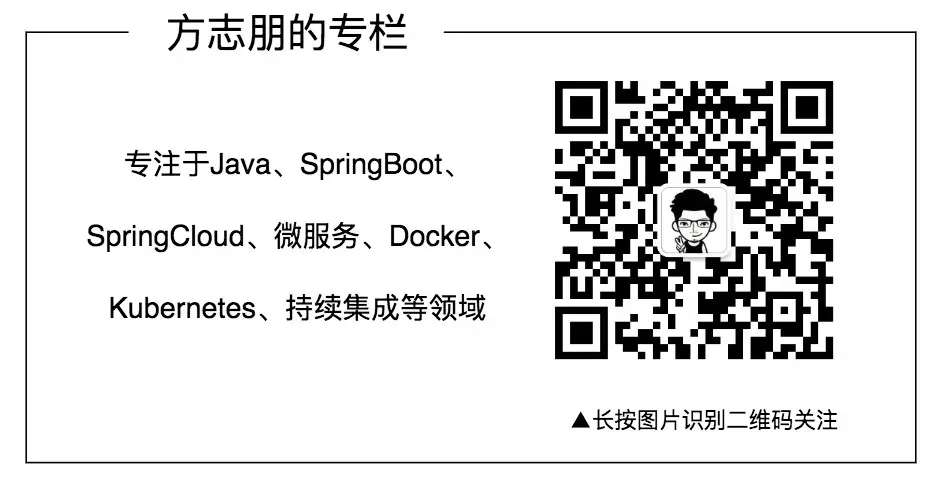 方志朋的专栏
专注于Java、SpringBoot、
SpringCloud、微服务、Docker、
Kubernetes、持续集成等领域
▲长按图片识别二维码关注